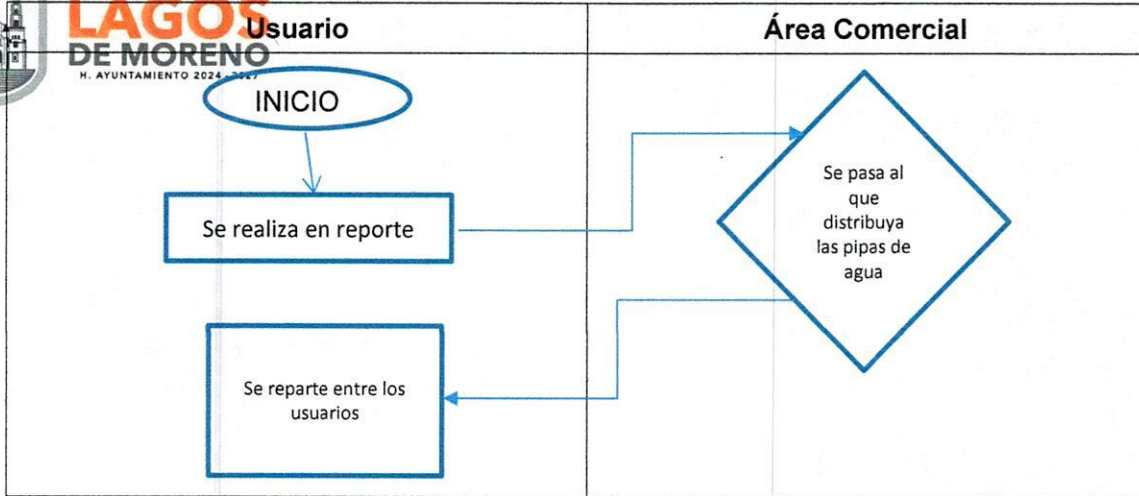 LAGOS
DE MORENO
H. AYUNTAMIENTO 2024 - 2027
Usuario
Área Comercial
INICIO
Se realiza en reporte
Se pasa al
que
distribuya
las pipas de
agua
Se reparte entre los
usuarios